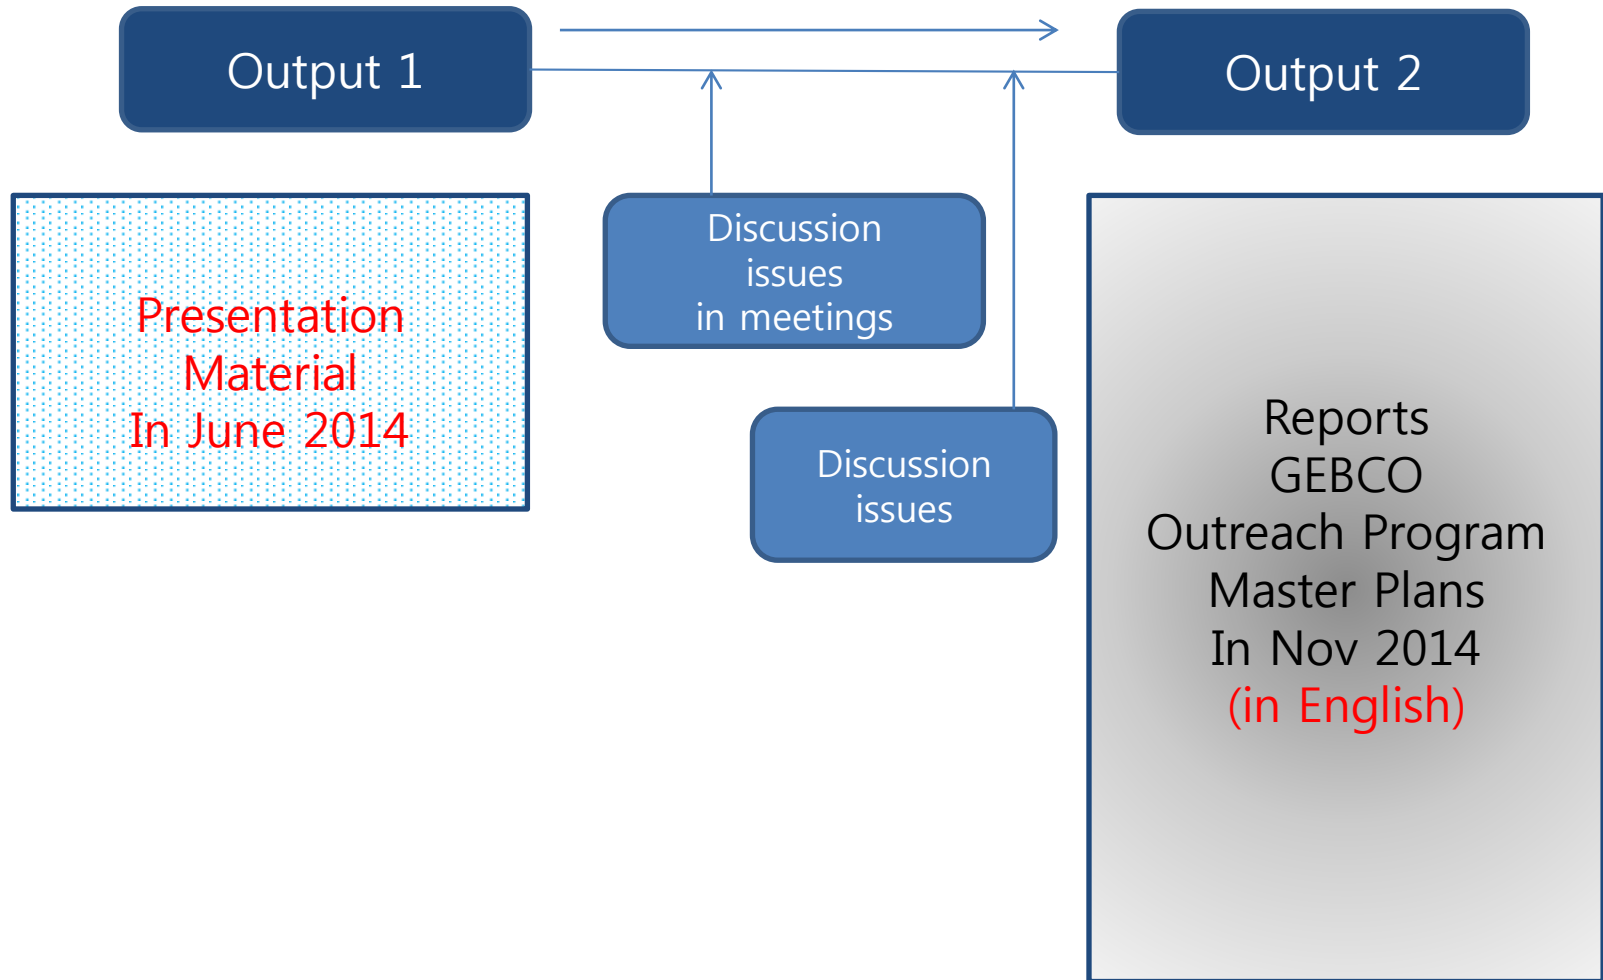 Output 1
Output 2
Presentation
Material
In June 2014
Discussion
issues
in meetings
Discussion
issues
Reports
GEBCO
Outreach Program
Master Plans
In Nov 2014
(in English)